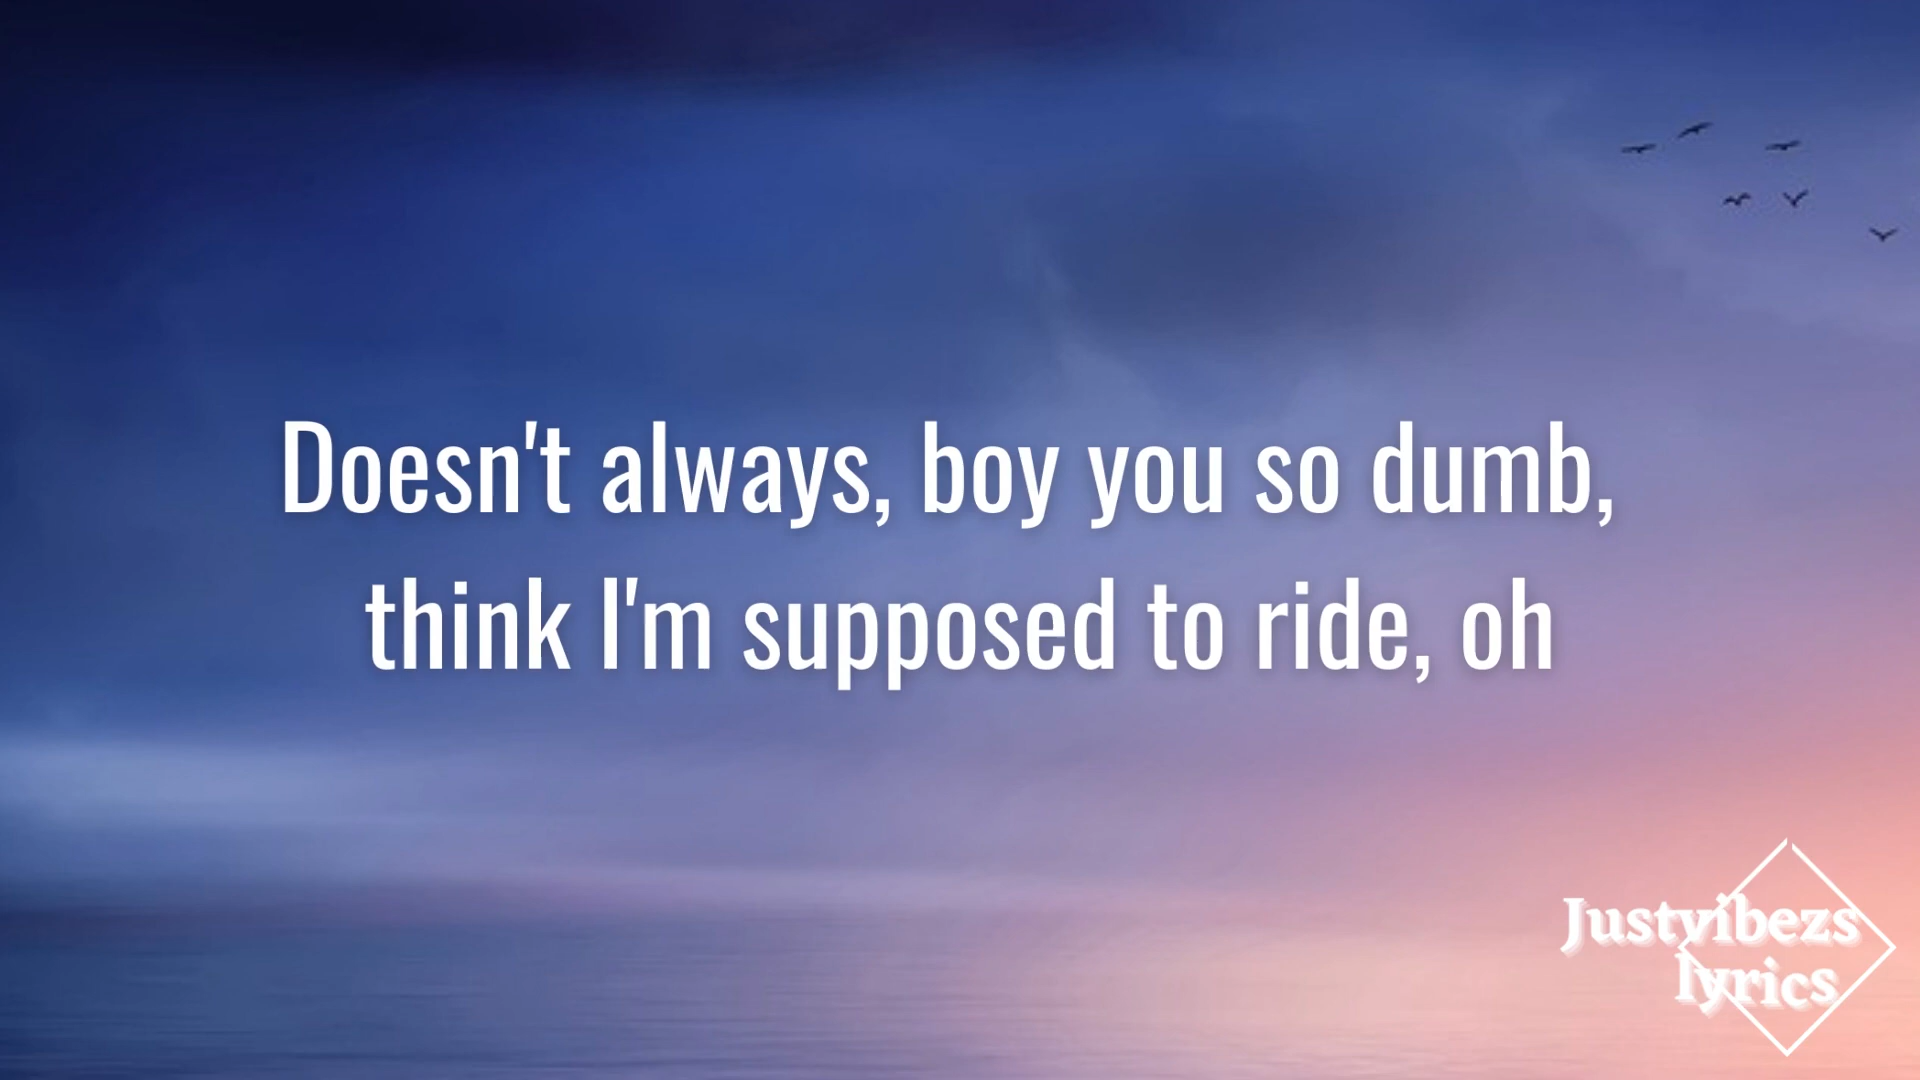 Doesn't always, boy you so dumb,
think I'm supposed to ride, oh
Justvibezs
lyrics